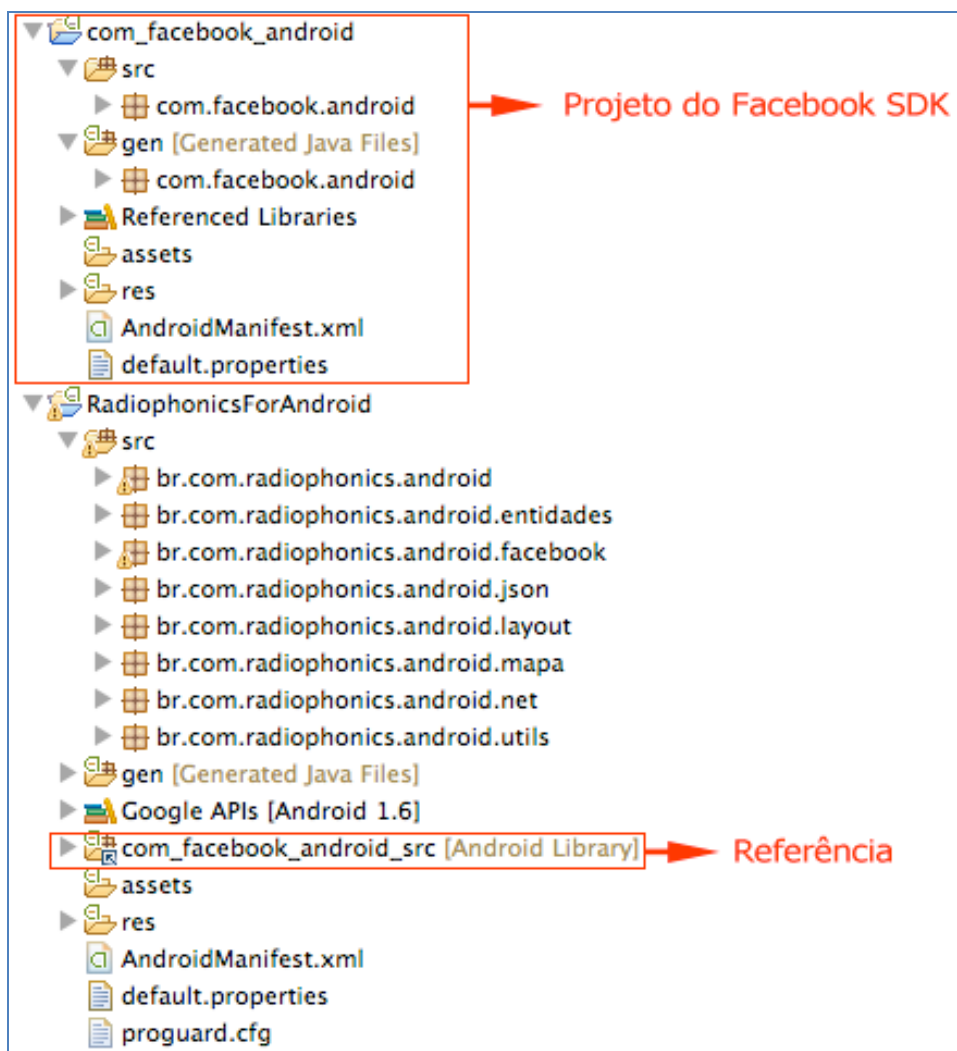 com_facebook_android
src
com.facebook.android
Projeto do Facebook SDK
gen [Generated Java Files]
com.facebook.android
Referenced Libraries
assets
res
AndroidManifest.xml
default.properties
RadiophonicsForAndroid
src
br.com.radiophonics.android
br.com.radiophonics.android.entidades
br.com.radiophonics.android.facebook
br.com.radiophonics.android.json
br.com.radiophonics.android.layout
br.com.radiophonics.android.mapa
br.com.radiophonics.android.net
br.com.radiophonics.android.utils
gen [Generated Java Files]
Google APIs [Android 1.6]
com_facebook_android_src [Android Library]
Referência
assets
res
AndroidManifest.xml
default.properties
proguard.cfg